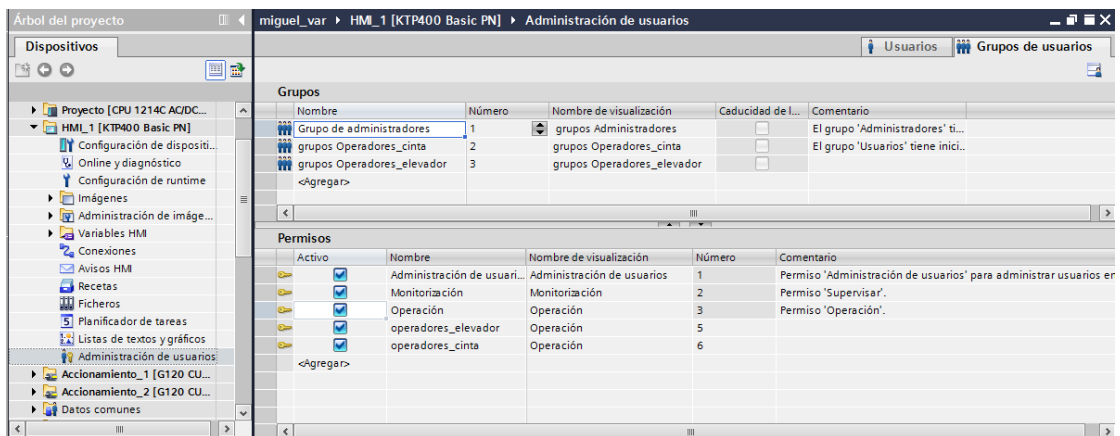 Árbol del proyecto
miguel_var ▸ HMI_1 [KTP400 Basic PN] ▸ Administración de usuarios
Dispositivos
Usuarios
Grupos de usuarios
Proyecto [CPU 1214C AC/DC...
HMI_1 [KTP400 Basic PN]
Configuración de dispositi...
Online y diagnóstico
Configuración de runtime
Imágenes
Administración de imáge...
Variables HMI
Conexiones
Avisos HMI
Recetas
Ficheros
Planificador de tareas
Listas de textos y gráficos
Administración de usuarios
Accionamiento_1 [G120 CU...
Accionamiento_2 [G120 CU...
Datos comunes
Grupos
Nombre Número Nombre de visualización Caducidad de l... Comentario
Grupo de administradores 1 grupos Administradores El grupo 'Administradores' ti...
grupos Operadores_cinta 2 grupos Operadores_cinta El grupo 'Usuarios' tiene inici..
grupos Operadores_elevador 3 grupos Operadores_elevador
<Agregar>
Permisos
Activo Nombre Nombre de visualización Número Comentario
Administración de usuari... Administración de usuarios 1 Permiso 'Administración de usuarios' para administrar usuarios en
Monitorización Monitorización 2 Permiso 'Supervisar'.
Operación Operación 3 Permiso 'Operación'.
operadores_elevador Operación 5
operadores_cinta Operación 6
<Agregar>